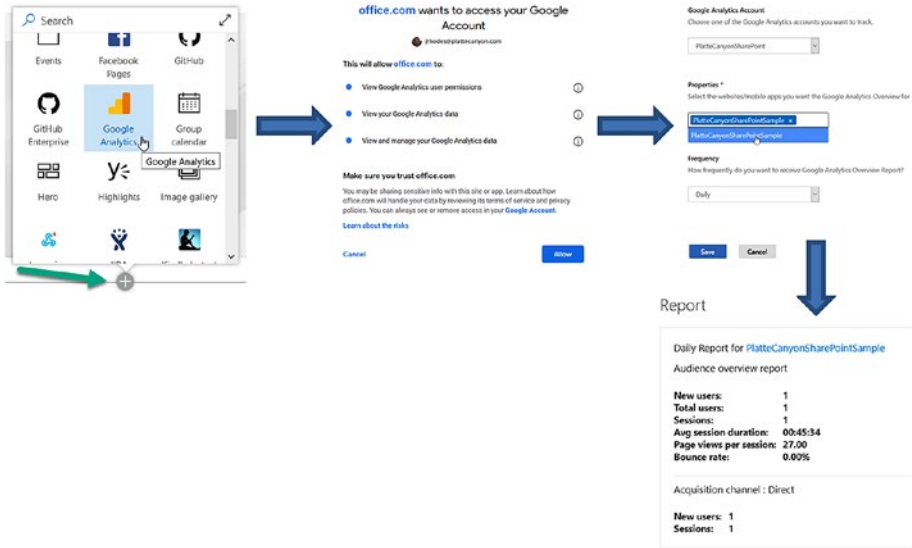 Search
Events
Facebook
Pages
GitHub
GitHub
Enterprise
Google
Analytics
Group
calendar
Google Analytics
Hero
Highlights
Image gallery
office.com wants to access your Google
Account
jrhodes@plattecanyon.com
This will allow office.com to:
View Google Analytics user permissions
View your Google Analytics data
View and manage your Google Analytics data
Make sure you trust office.com
You may be sharing sensitive info with this site or app. Learn about how
office.com will handle your data by reviewing its terms of service and privacy
policies. You can always see or remove access in your Google Account.
Learn about the risks
Cancel
Allow
Google Analytics Account
Choose one of the Google Analytics accounts you want to track.
PlatteCanyonSharePoint
Properties *
Select the websites/mobile apps you want the Google Analytics Overview for
PlatteCanyonSharePointSample ×
PlatteCanyonSharePointSample
Frequency
How frequently do you want to receive Google Analytics Overview Report?
Daily
Save
Cancel
Report
Daily Report for PlatteCanyonSharePointSample
Audience overview report
New users: 1
Total users: 1
Sessions: 1
Avg session duration: 00:45:34
Page views per session: 27.00
Bounce rate: 0.00%
Acquisition channel : Direct
New users: 1
Sessions: 1